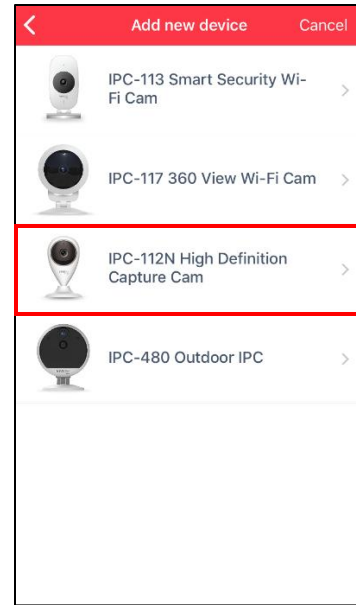 Add new device
Cancel
IPC-113 Smart Security Wi-
Fi Cam
IPC-117 360 View Wi-Fi Cam
IPC-112N High Definition
Capture Cam
IPC-480 Outdoor IPC